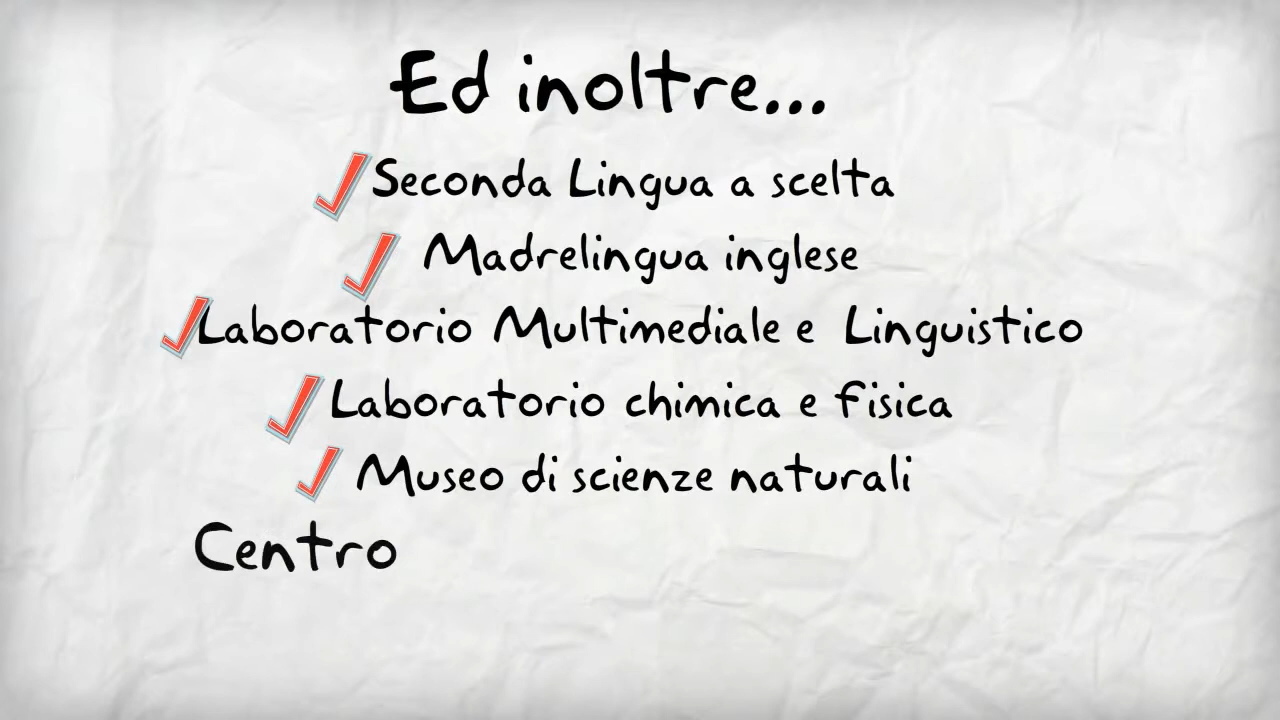 Ed inoltre...
Seconda Lingua a scelta
Madrelingua inglese
Laboratorio Multimediale e Linguistico
Laboratorio chimica e fisica
Museo di scienze naturali
Centro